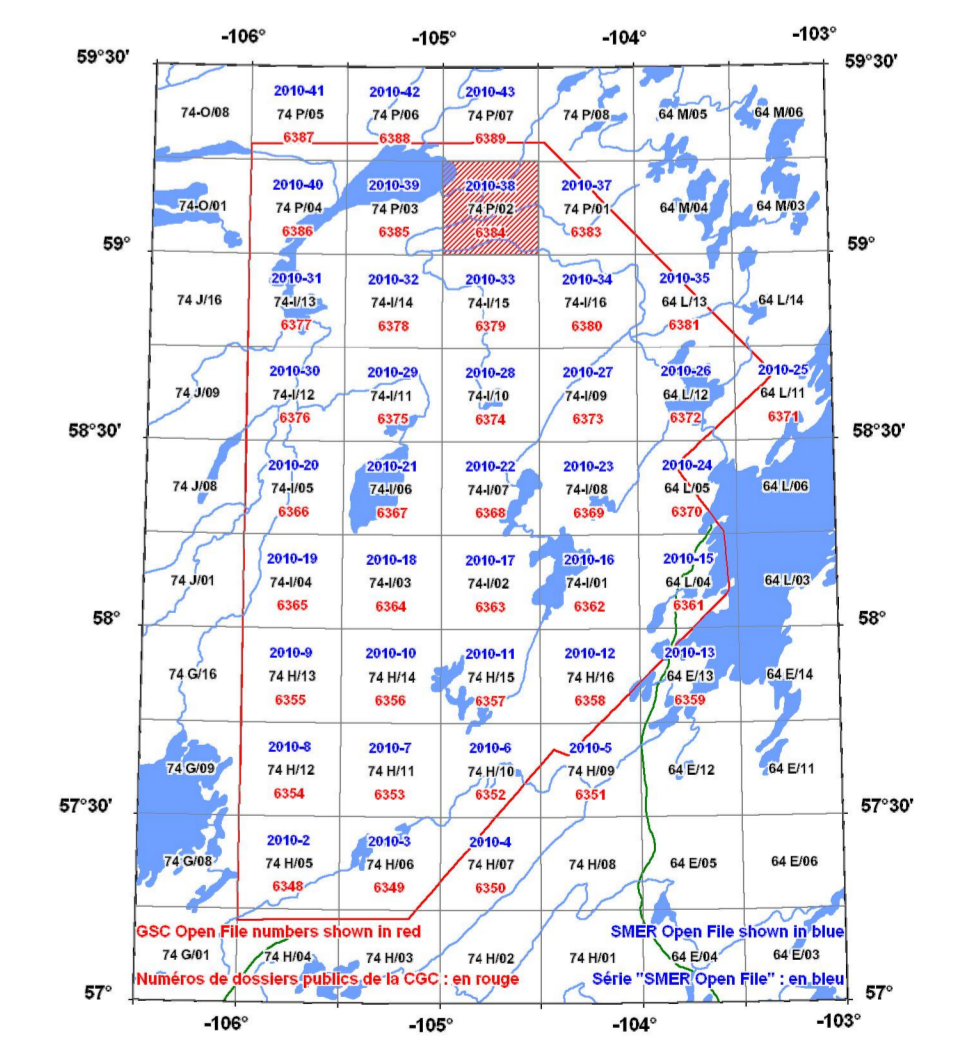 -106° -105° -104° -103°
59°30′ 59°30′
2010-41 2010-42 2010-43
74-O/08 74 P/05 74 P/06 74 P/07 74 P/08 64 M/05 64 M/06
6387 6388 6389
2010-40 2010-39 2010-38 2010-37
74-O/01 74 P/04 74 P/03 74 P/02 74 P/01 64 M/04 64 M/03
6386 6385 6384 6383
59° 59°
2010-31 2010-32 2010-33 2010-34 2010-35
74 J/16 74-I/13 74-I/14 74-I/15 74-I/16 64 L/13 64 L/14
6377 6378 6379 6380 6381
2010-30 2010-29 2010-28 2010-27 2010-26 2010-25
74 J/09 74-I/12 74-I/11 74-I/10 74-I/09 64 L/12 64 L/11
6376 6375 6374 6373 6372 6371
58°30′ 58°30′
2010-20 2010-21 2010-22 2010-23 2010-24
74 J/08 74-I/05 74-I/06 74-I/07 74-I/08 64 L/05 64 L/06
6366 6367 6368 6369 6370
2010-19 2010-18 2010-17 2010-16 2010-15
74 J/01 74-I/04 74-I/03 74-I/02 74-I/01 64 L/04 64 L/03
6365 6364 6363 6362 6361
58° 58°
2010-9 2010-10 2010-11 2010-12 2010-13
74 G/16 74 H/13 74 H/14 74 H/15 74 H/16 64 E/13 64 E/14
6355 6356 6357 6358 6359
2010-8 2010-7 2010-6 2010-5
74 G/09 74 H/12 74 H/11 74 H/10 74 H/09 64 E/12 64 E/11
6354 6353 6352 6351
57°30′ 57°30′
2010-2 2010-3 2010-4
74 G/08 74 H/05 74 H/06 74 H/07 74 H/08 64 E/05 64 E/06
6348 6349 6350
GSC Open File numbers shown in red SMER Open File shown in blue
74 G/01 74 H/04 74 H/03 74 H/02 74 H/01 64 E/04 64 E/03
Numéros de dossiers publics de la CGC : en rouge Série "SMER Open File" : en bleu
57° 57°
-106° -105° -104° -103°